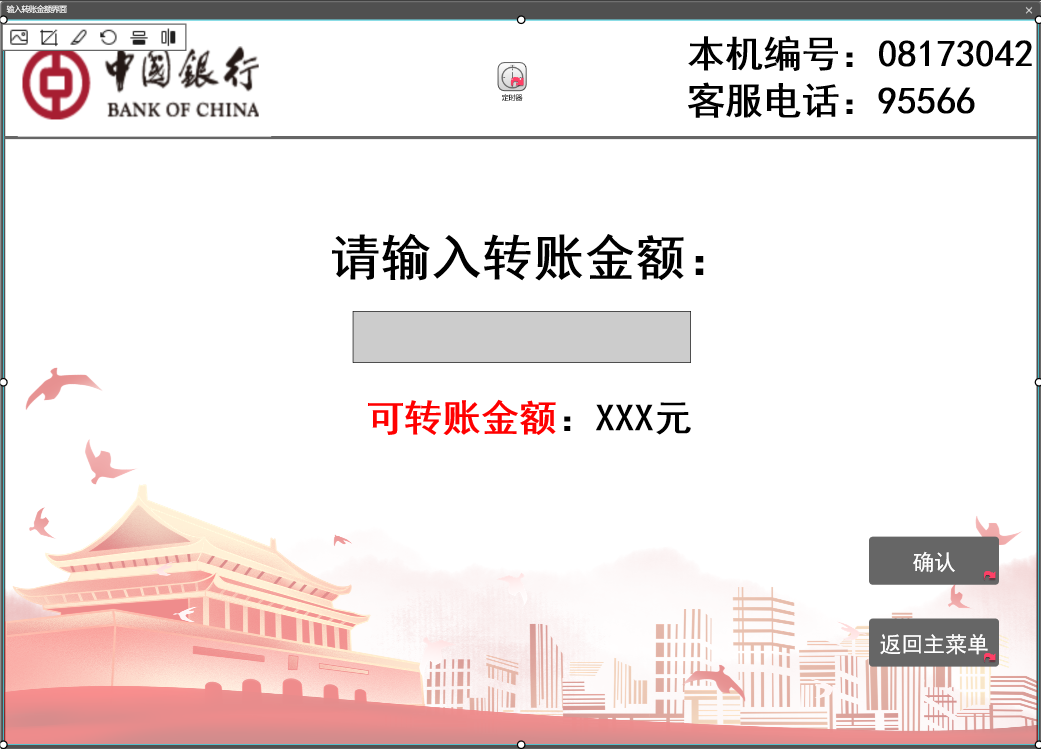 输入转账金额界面
中国銀行
BANK OF CHINA
定时器
本机编号：08173042
客服电话：95566
请输入转账金额：
可转账金额：XXX元
确认
返回主菜单